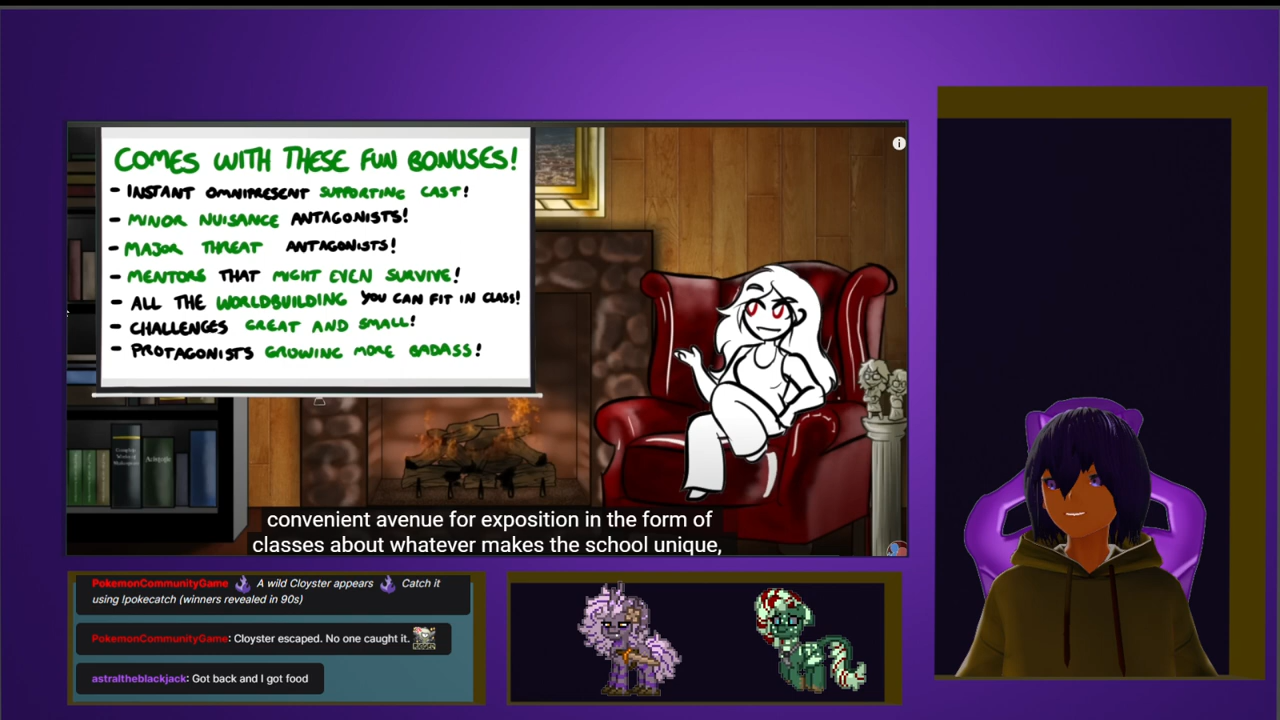 COMES WITH THESE FUN BONUSES!
- INSTANT OMNIPRESENT SUPPORTING CAST!
- MINOR NUISANCE ANTAGONISTS!
- MAJOR THREAT ANTAGONISTS!
- MENTORS THAT MIGHT EVEN SURVIVE!
- ALL THE WORLDBUILDING YOU CAN FIT IN CLASS!
- CHALLENGES GREAT AND SMALL!
- PROTAGONISTS GROWING MORE BADASS!
i
convenient avenue for exposition in the form of
classes about whatever makes the school unique,
PokemonCommunityGame A wild Cloyster appears Catch it
using !pokecatch (winners revealed in 90s)
PokemonCommunityGame: Cloyster escaped. No one caught it.
astraltheblackjack: Got back and I got food